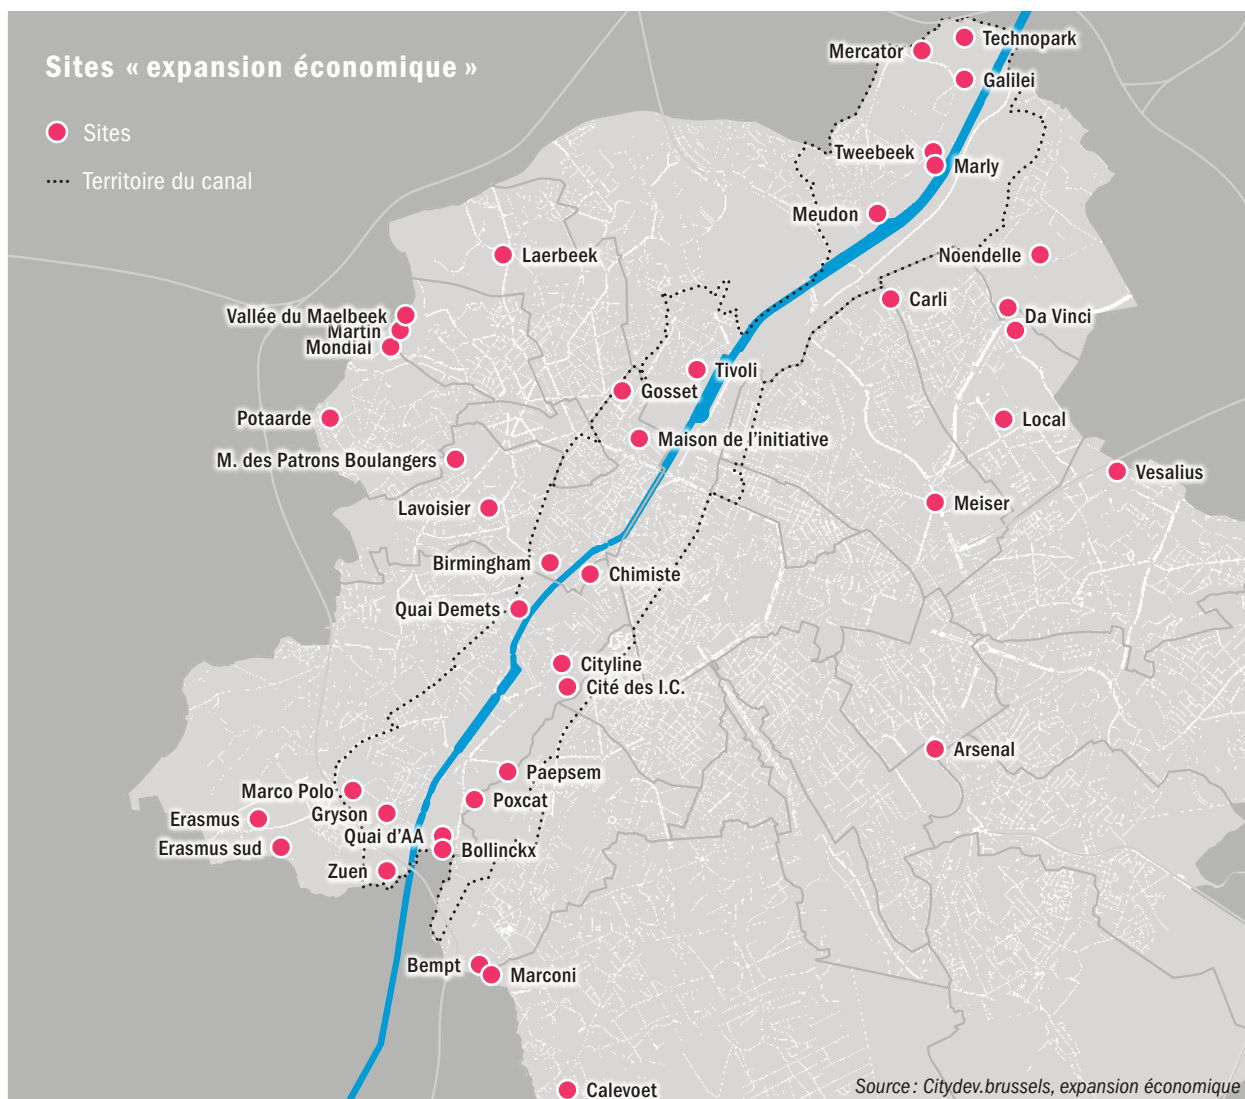 Sites « expansion économique »
Sites
Territoire du canal
Technopark
Mercator
Galilei
Tweebeek
Marly
Meudon
Laerbeek
Noendelle
Carli
Vallée du Maelbeek
Da Vinci
Martin
Mondial
Tivoli
Gosset
Potaarde
Local
Maison de l'initiative
M. des Patrons Boulangers
Vesalius
Meiser
Lavoisier
Birmingham
Chimiste
Quai Demets
Cityline
Cité des I.C.
Arsenal
Paepsem
Marco Polo
Poxcat
Gryson
Erasmus
Quai d'AA
Erasmus sud
Bollinckx
Zuen
Bempt
Marconi
Calevoet
Source : Citydev.brussels, expansion économique